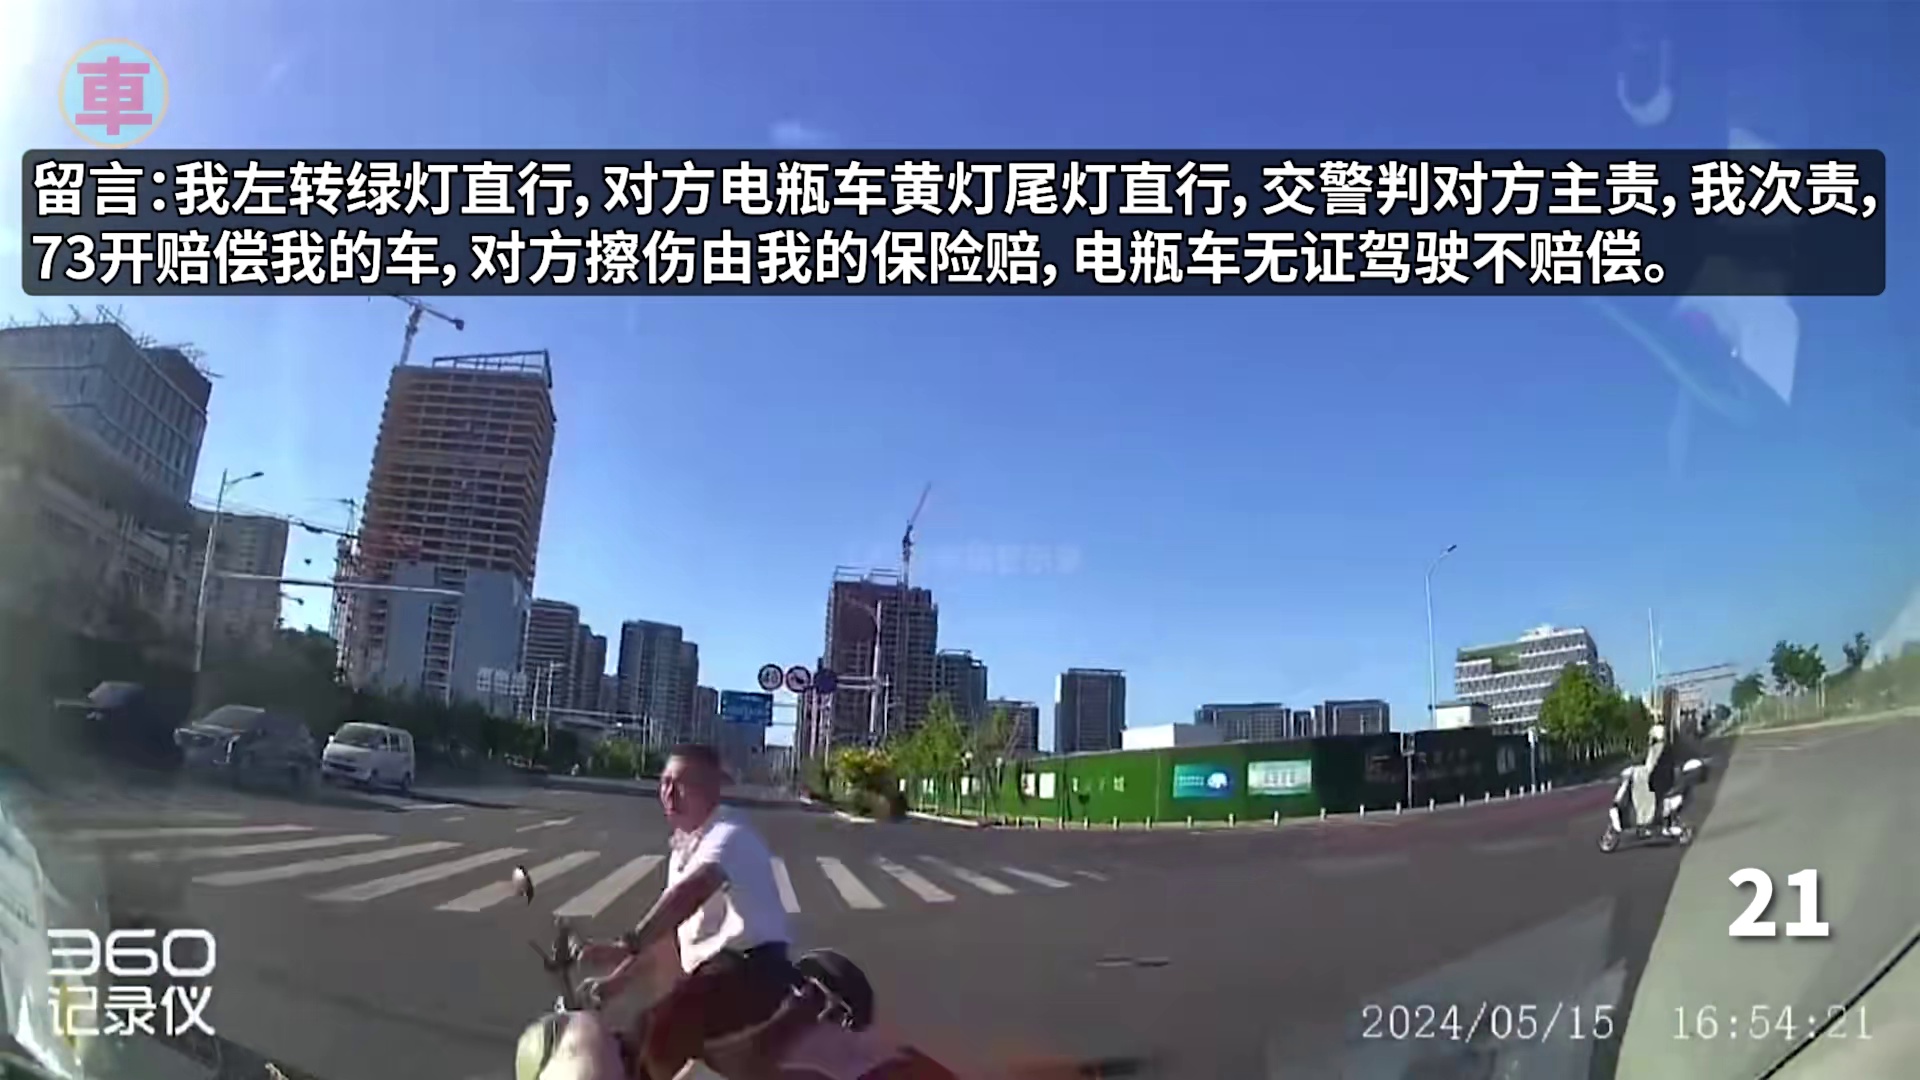 車
留言：我左转绿灯直行，对方电瓶车黄灯尾灯直行，交警判对方主责，我次责，
73开赔偿我的车，对方擦伤由我的保险赔，电瓶车无证驾驶不赔偿。
21
360
记录仪
2024/05/15 16:54:21